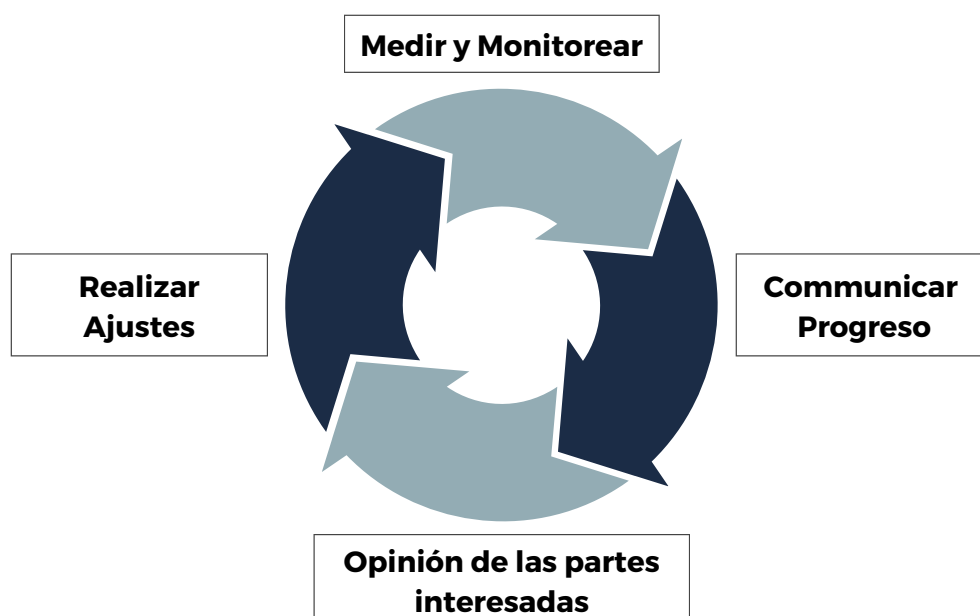 Medir y Monitorear
Realizar
Ajustes
Communicar
Progreso
Opinión de las partes
interesadas